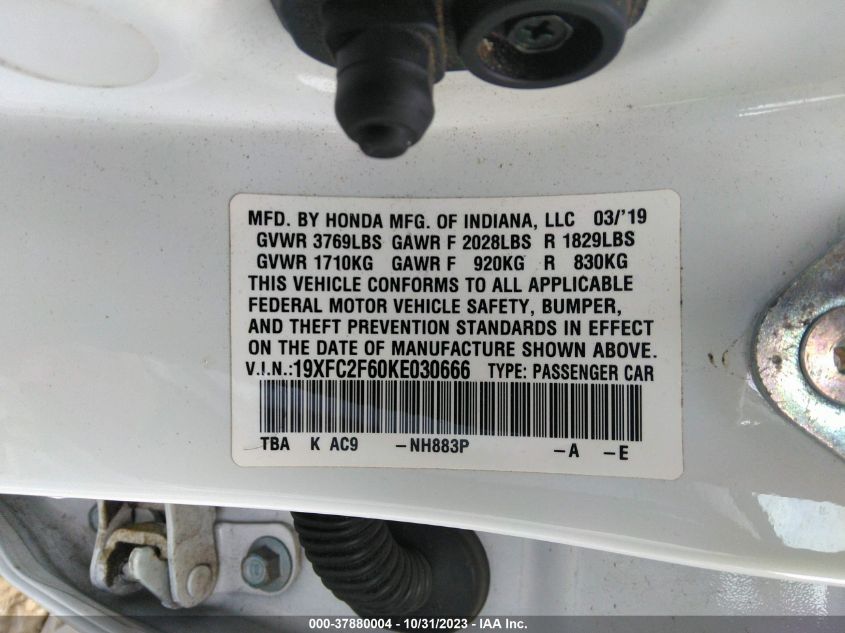 MFD. BY HONDA MFG. OF INDIANA, LLC 03/'19
GVWR 3769LBS GAWR F 2028LBS R 1829LBS
GVWR 1710KG GAWR F 920KG R 830KG
THIS VEHICLE CONFORMS TO ALL APPLICABLE
FEDERAL MOTOR VEHICLE SAFETY, BUMPER,
AND THEFT PREVENTION STANDARDS IN EFFECT
ON THE DATE OF MANUFACTURE SHOWN ABOVE.
V.I.N.:19XFC2F60KE030666 TYPE: PASSENGER CAR
TBA K AC9 –NH883P –A –E
000-37880004 - 10/31/2023 - IAA Inc.